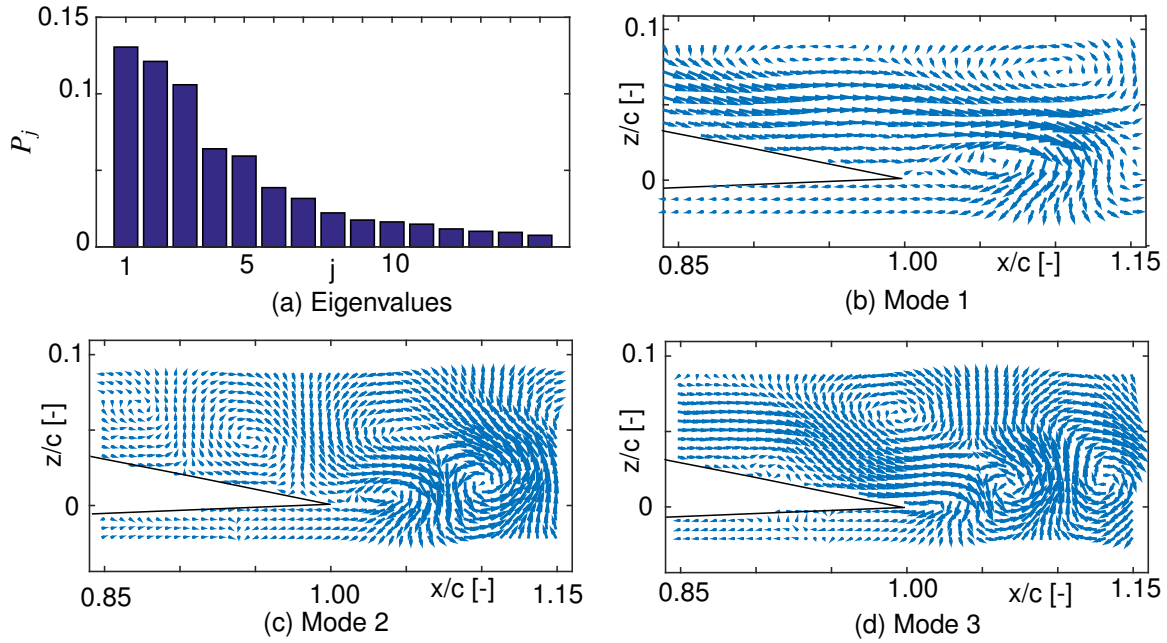 0.15
0.1
0
P_j
1
5
j
10
(a) Eigenvalues
0.1
z/c [-]
0
0.85
1.00
x/c [-]
1.15
(b) Mode 1
0.1
z/c [-]
0
0.85
1.00
x/c [-]
1.15
(c) Mode 2
0.1
z/c [-]
0
0.85
1.00
x/c [-]
1.15
(d) Mode 3